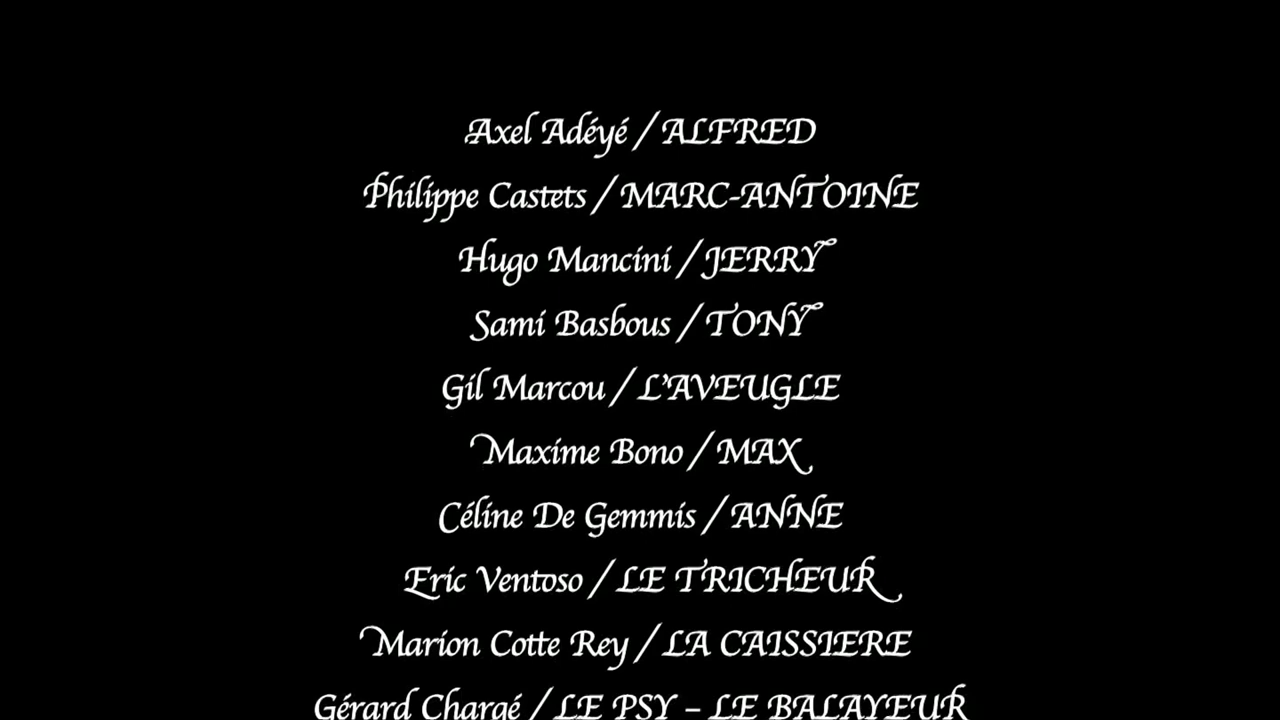 Axel Adéyé / ALFRED
Philippe Castets / MARC-ANTOINE
Hugo Mancini / JERRY
Sami Basbous / TONY
Gil Marcou / L'AVEUGLE
Maxime Bono / MAX
Céline De Gemmis / ANNE
Eric Ventoso / LE TRICHEUR
Marion Cotte Rey / LA CAISSIERE
Gérard Chargé / LE PSY – LE BALAYEUR